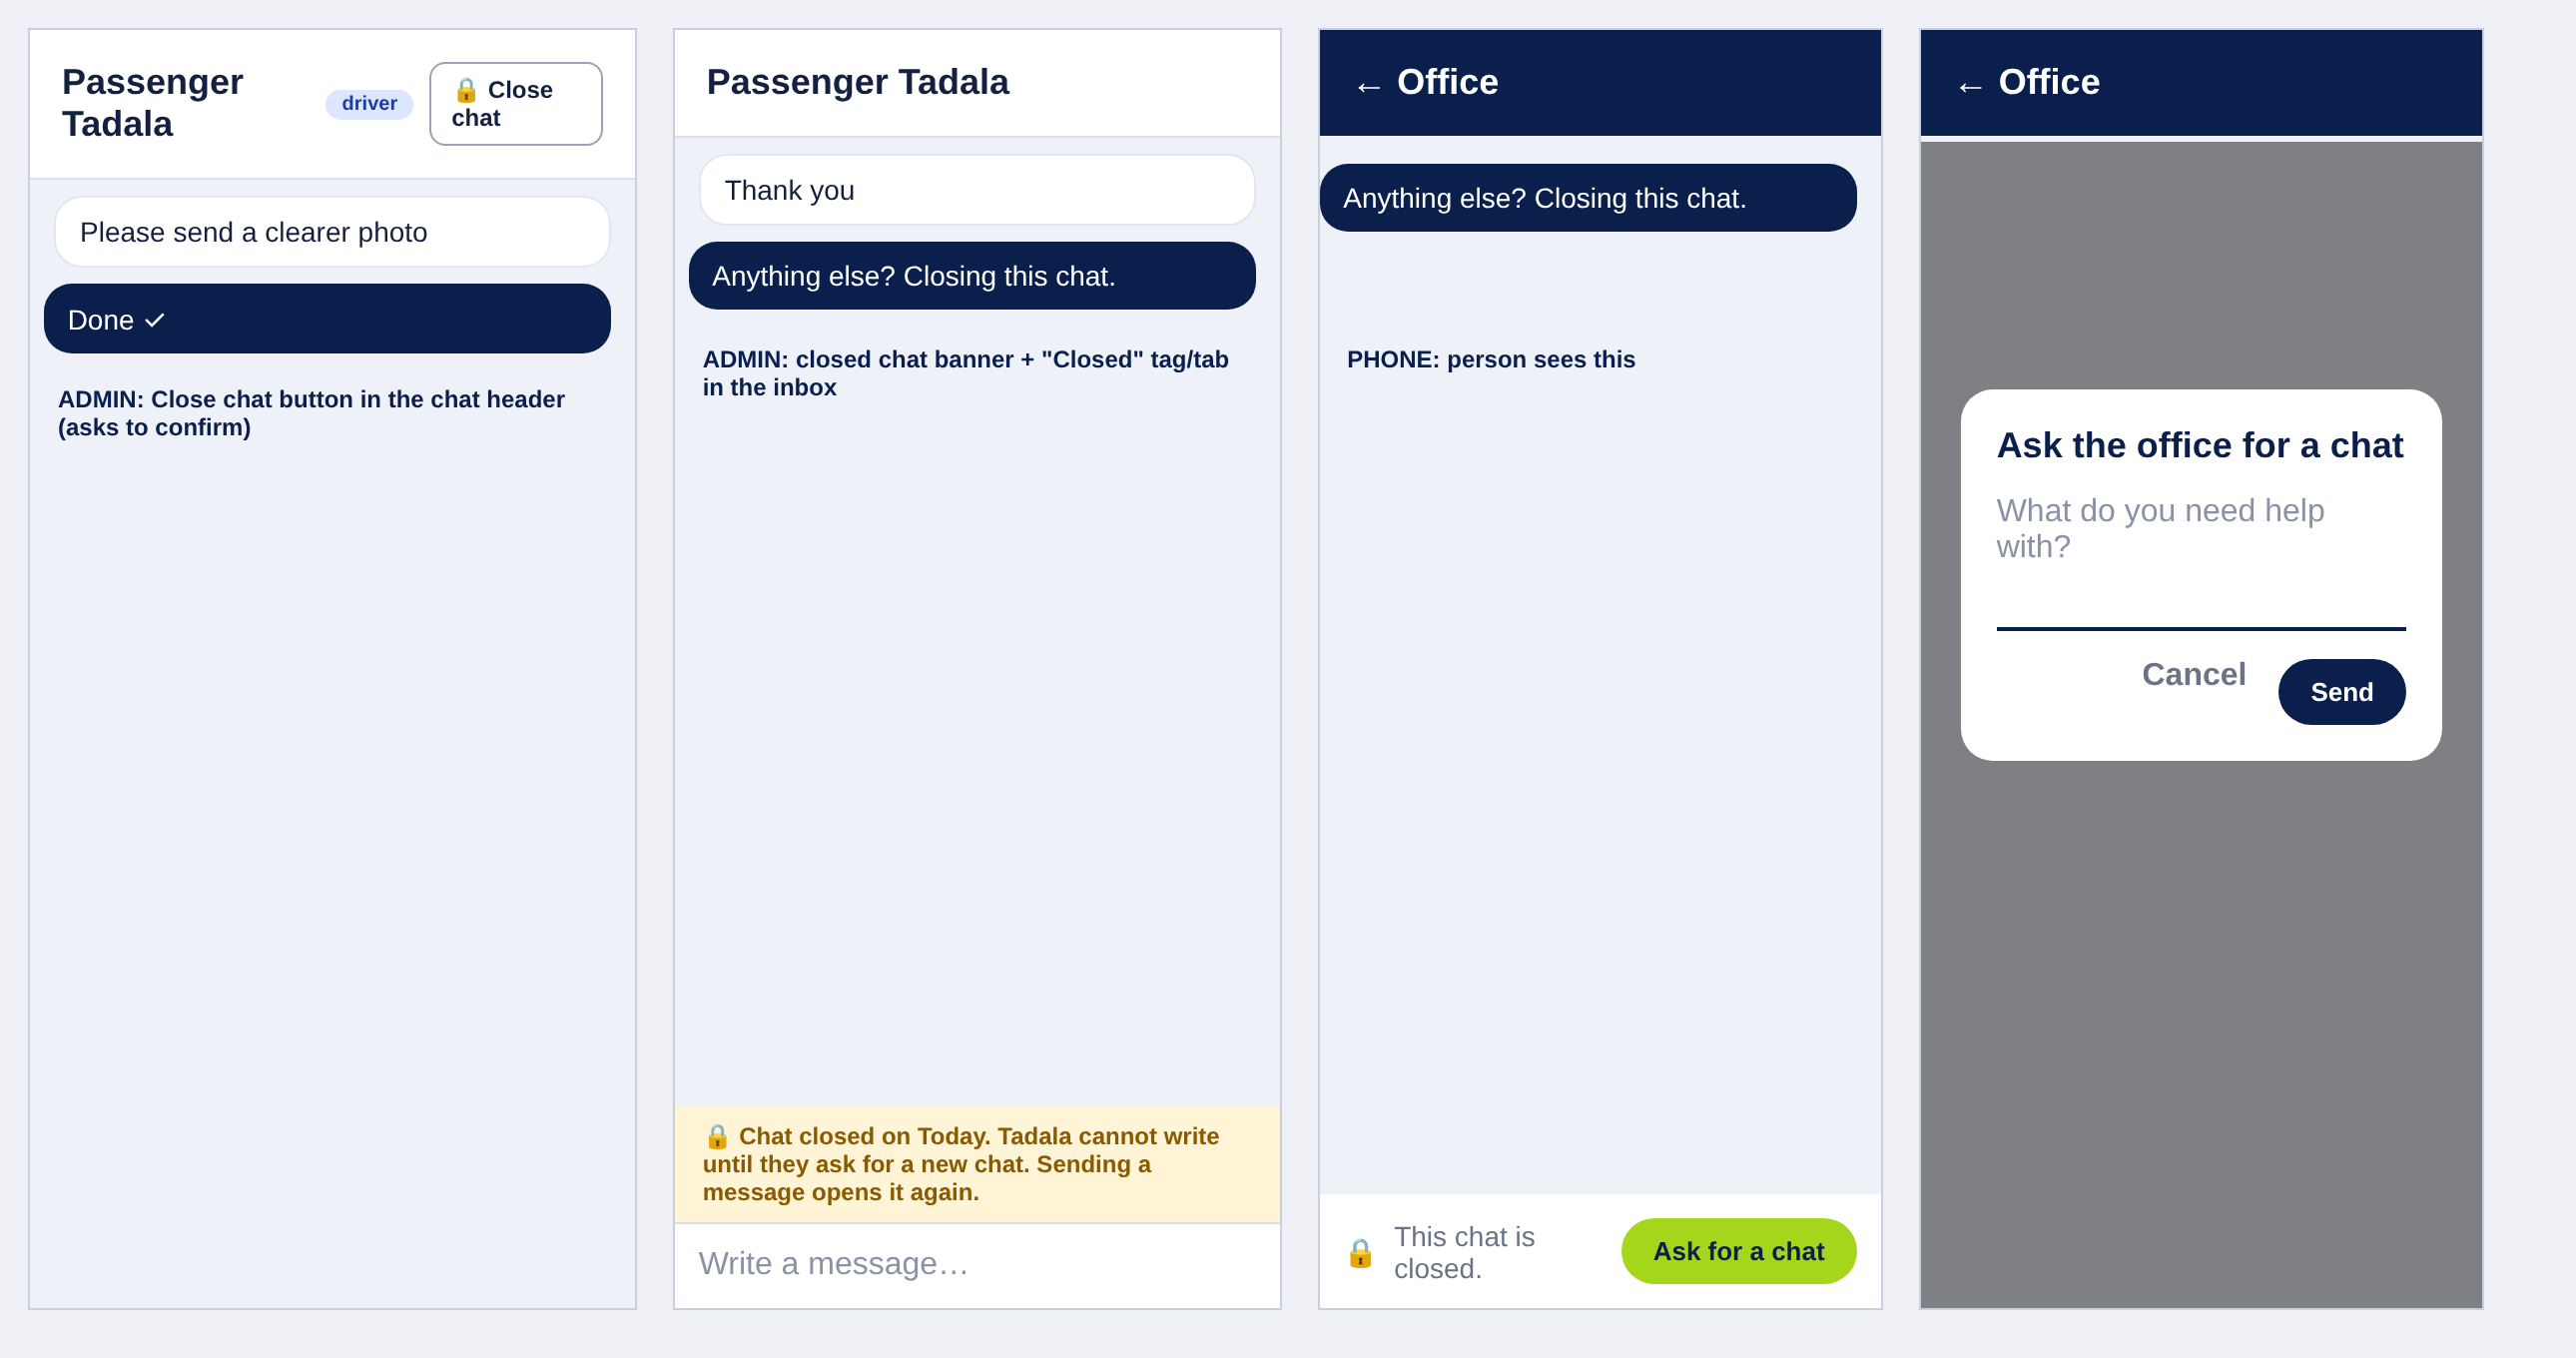 Passenger
Tadala
driver
🔒 Close
chat
Please send a clearer photo
Done ✓
ADMIN: Close chat button in the chat header
(asks to confirm)
Passenger Tadala
Thank you
Anything else? Closing this chat.
ADMIN: closed chat banner + "Closed" tag/tab
in the inbox
🔒 Chat closed on Today. Tadala cannot write
until they ask for a new chat. Sending a
message opens it again.
Write a message…
← Office
Anything else? Closing this chat.
PHONE: person sees this
🔒 This chat is
closed.
Ask for a chat
← Office
Ask the office for a chat
What do you need help
with?
Cancel
Send